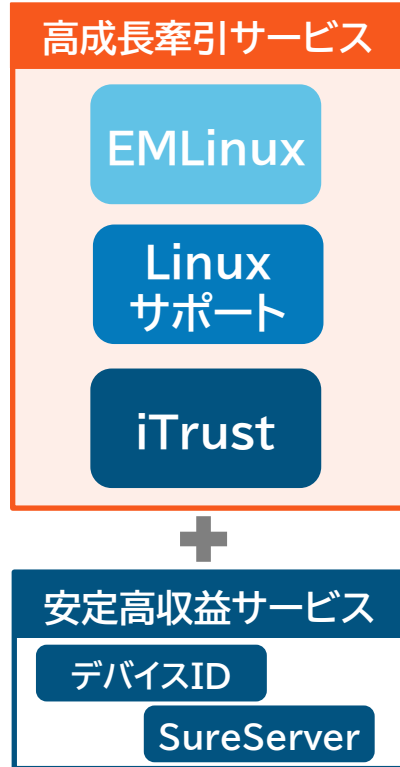 高成長牽引サービス
EMLinux
Linux
サポート
iTrust
安定高収益サービス
デバイスID
SureServer